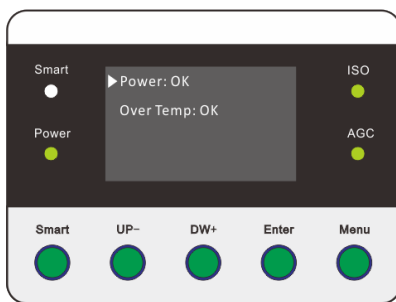 Smart
ISO
Power: OK
Over Temp: OK
Power
AGC
Smart UP- DW+ Enter Menu